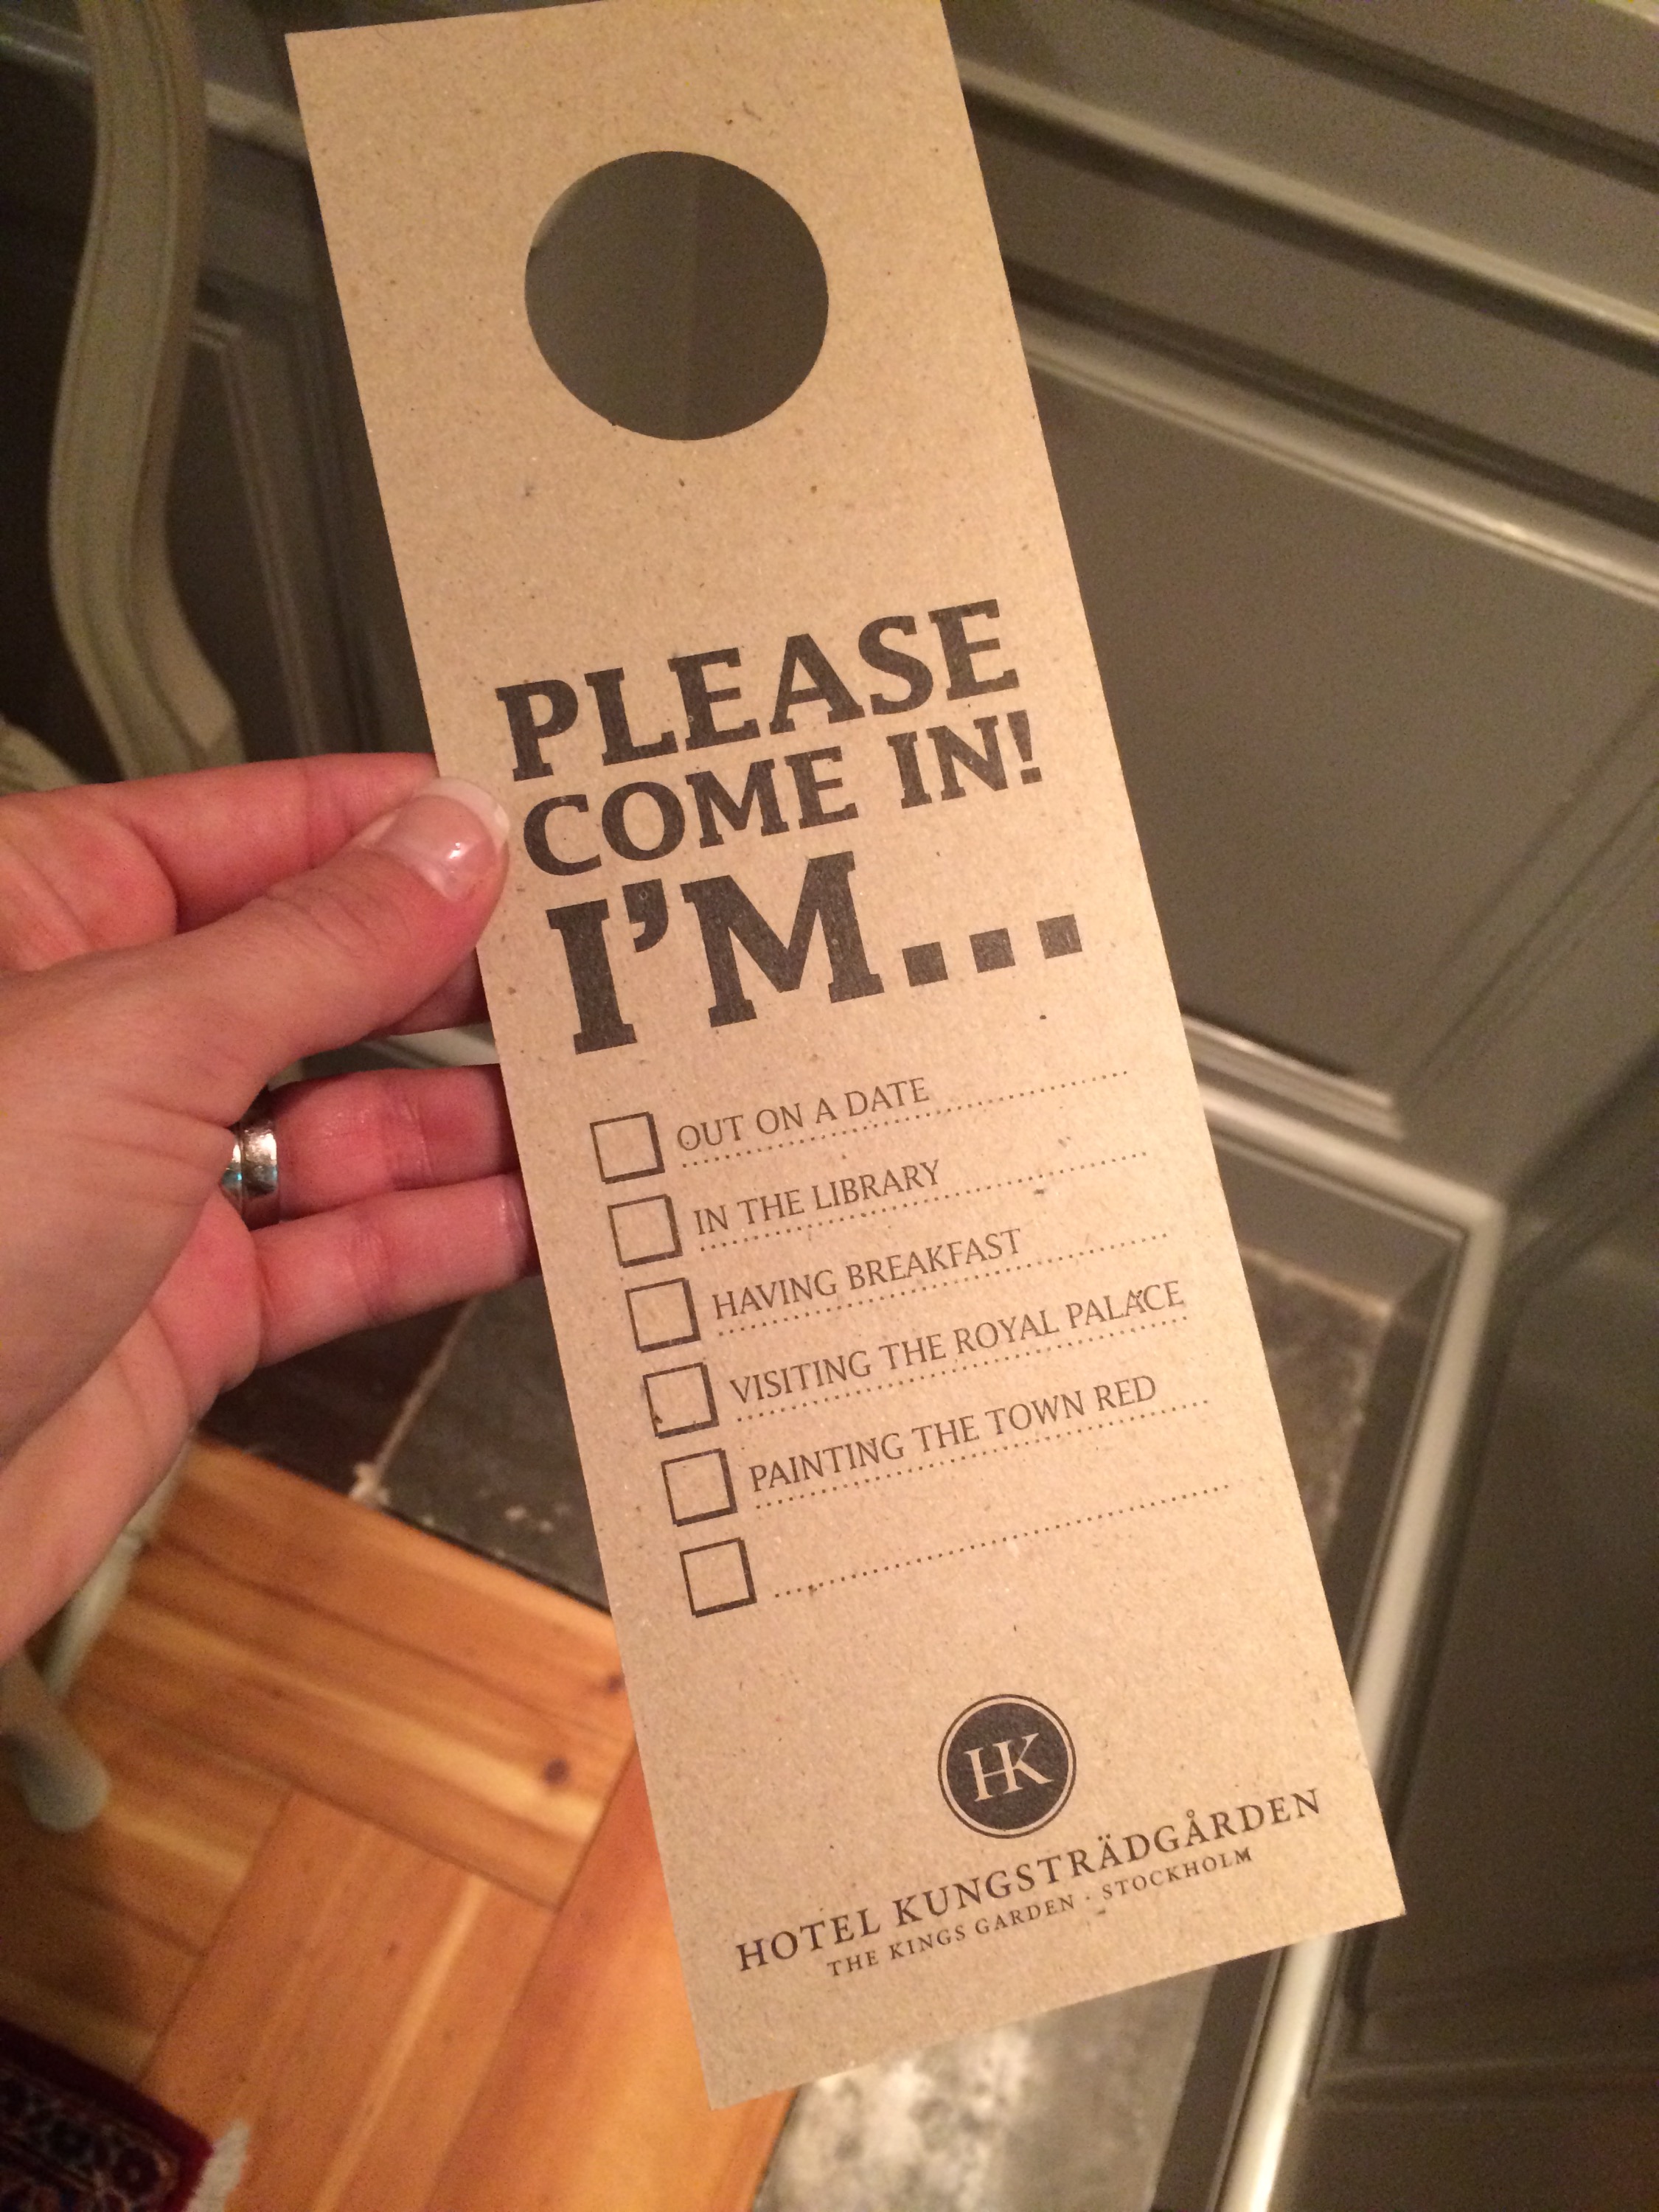 PLEASE
COME IN!
I'M...
OUT ON A DATE
IN THE LIBRARY
HAVING BREAKFAST
VISITING THE ROYAL PALACE
PAINTING THE TOWN RED
HK
HOTEL KUNGSTRÄDGÅRDEN
THE KINGS GARDEN · STOCKHOLM